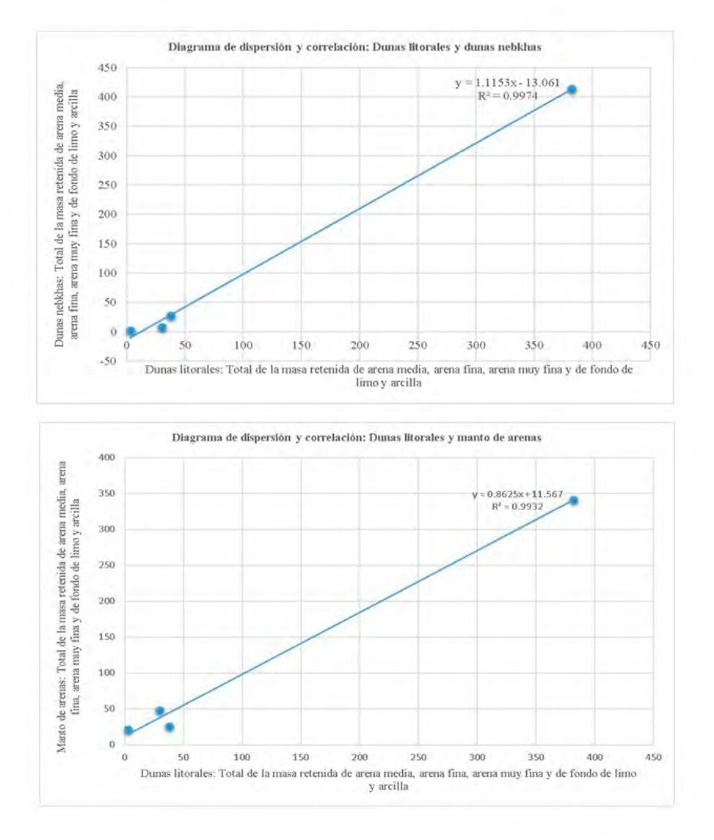 Diagrama de dispersión y correlación: Dunas litorales y dunas nebkhas
Dunas nebkhas: Total de la masa retenida de arena media,
arena fina, arena muy fina y de fondo de limo y arcilla
450
400
350
300
250
200
150
100
50
0
-50
y = 1.1153x - 13.061
R² = 0.9974
0 50 100 150 200 250 300 350 400 450
Dunas litorales: Total de la masa retenida de arena media, arena fina, arena muy fina y de fondo de
limo y arcilla
Diagrama de dispersión y correlación: Dunas litorales y manto de arenas
Manto de arenas: Total de la masa retenida de arena media, arena
fina, arena muy fina y de fondo de limo y arcilla
400
350
300
250
200
150
100
50
0
y = 0.8625x + 11.567
R² = 0.9932
0 50 100 150 200 250 300 350 400 450
Dunas litorales: Total de la masa retenida de arena media, arena fina, arena muy fina y de fondo de limo
y arcilla